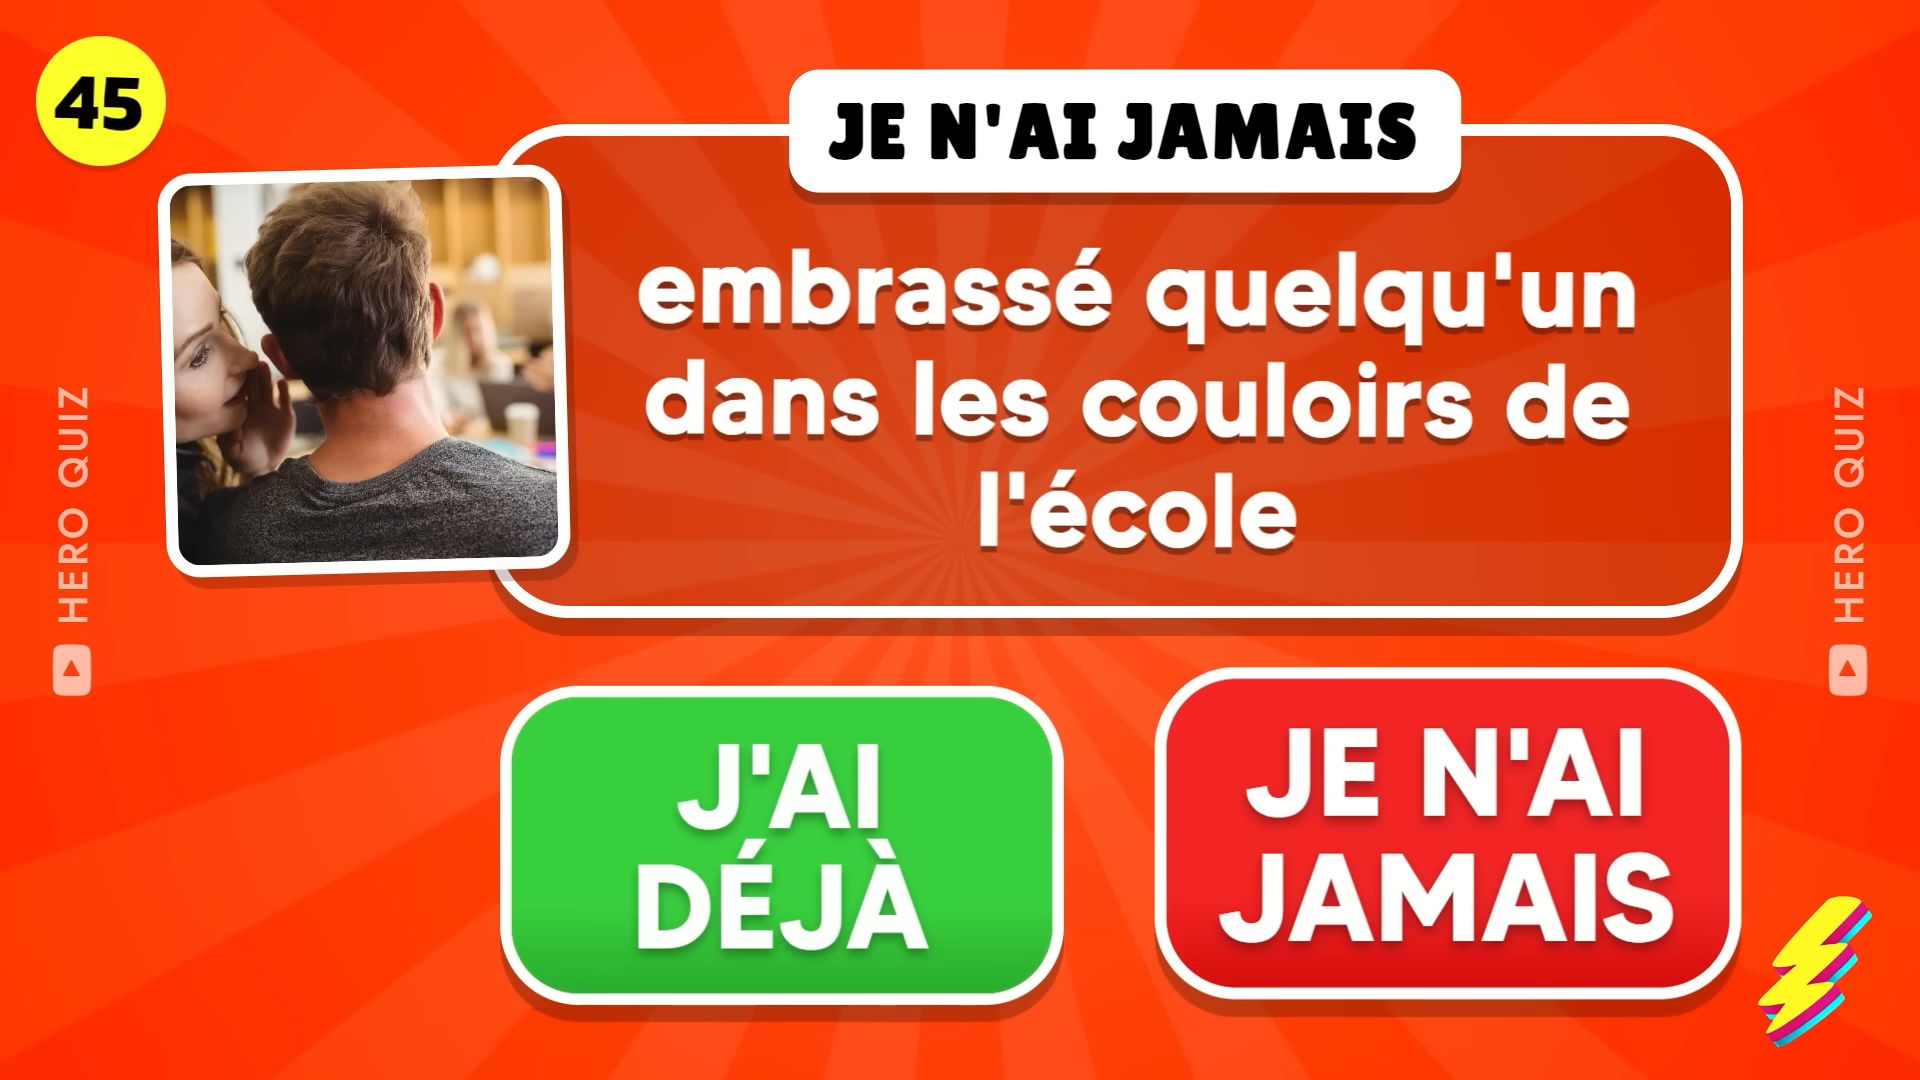 45
JE N'AI JAMAIS
embrassé quelqu'un
dans les couloirs de
l'école
HERO QUIZ
HERO QUIZ
J'AI
DÉJÀ
JE N'AI
JAMAIS